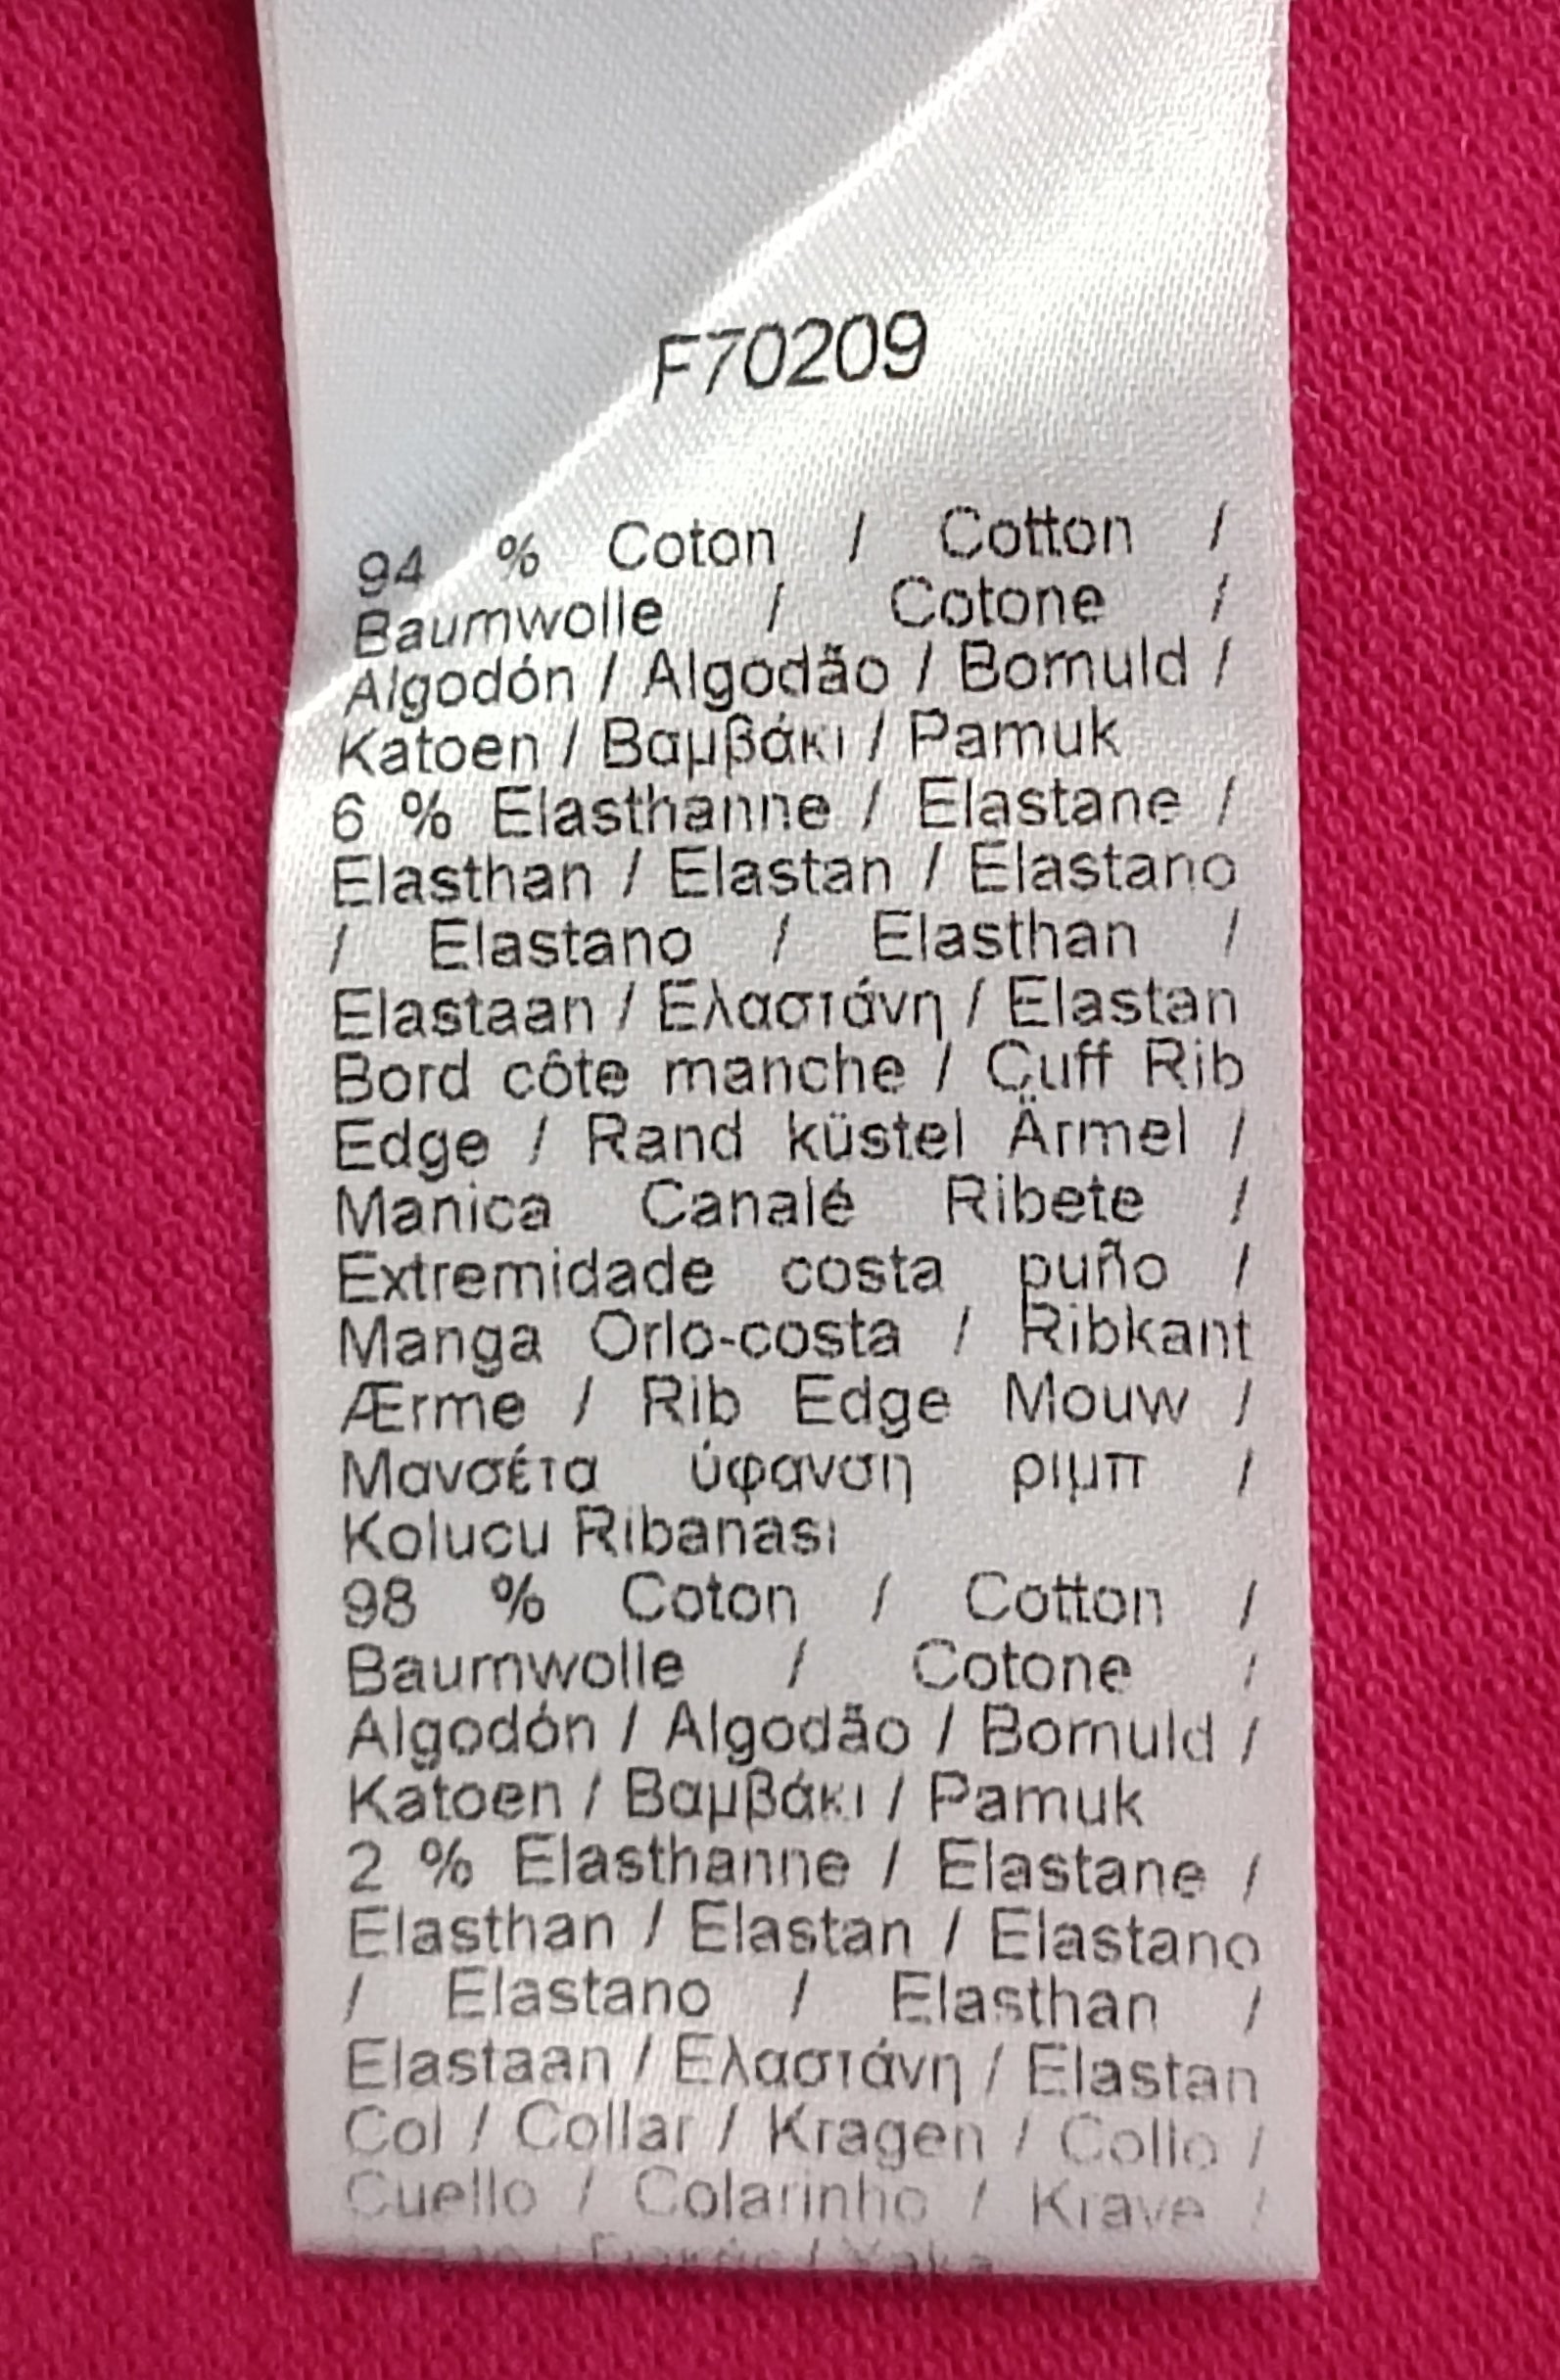 F70209
94 % Coton / Cotton /
Baumwolle / Cotone /
Algodón / Algodão / Bomuld /
Katoen / Βαμβάκι / Pamuk
6 % Elasthanne / Elastane /
Elasthan / Elastan / Elastano
/ Elastano / Elasthan /
Elastaan / Ελαστάνη / Elastan
Bord côte manche / Cuff Rib
Edge / Rand küstel Ärmel /
Manica Canalé Ribete /
Extremidade costa puño /
Manga Orlo-costa / Ribkant
Ærme / Rib Edge Mouw /
Μανσέτα ύφανση ριμπ /
Kolucu Ribanası
98 % Coton / Cotton /
Baumwolle / Cotone /
Algodón / Algodão / Bomuld /
Katoen / Βαμβάκι / Pamuk
2 % Elasthanne / Elastane /
Elasthan / Elastan / Elastano
/ Elastano / Elasthan /
Elastaan / Ελαστάνη / Elastan
Col / Collar / Kragen / Collo /
Cuello / Colarinho / Krave /
/ Yaka